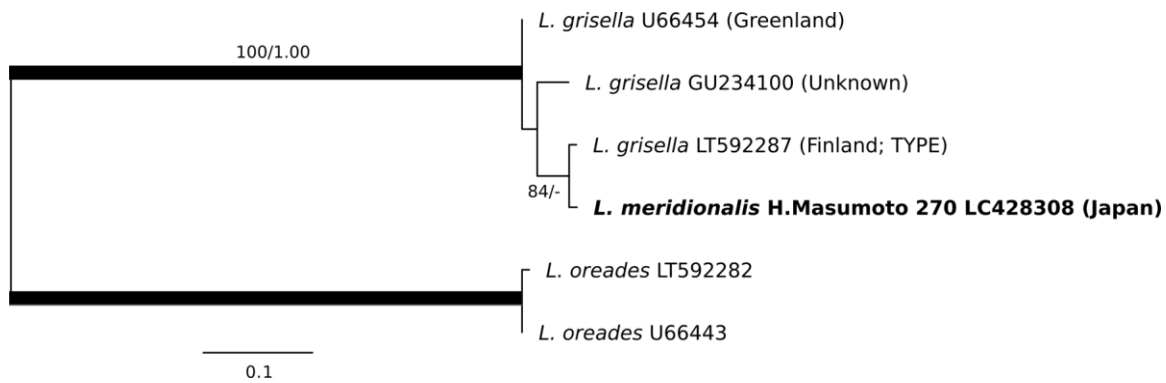 L. grisella U66454 (Greenland)
100/1.00
L. grisella GU234100 (Unknown)
L. grisella LT592287 (Finland; TYPE)
84/-
L. meridionalis H.Masumoto 270 LC428308 (Japan)
L. oreades LT592282
L. oreades U66443
0.1